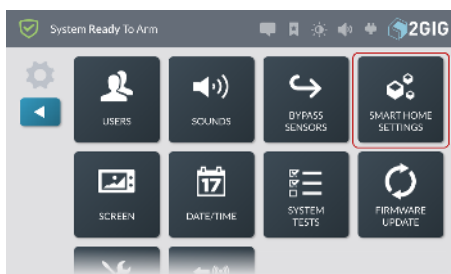 System Ready To Arm
2GIG
USERS
SOUNDS
BYPASS
SENSORS
SMART HOME
SETTINGS
SCREEN
17
DATE/TIME
SYSTEM
TESTS
FIRMWARE
UPDATE